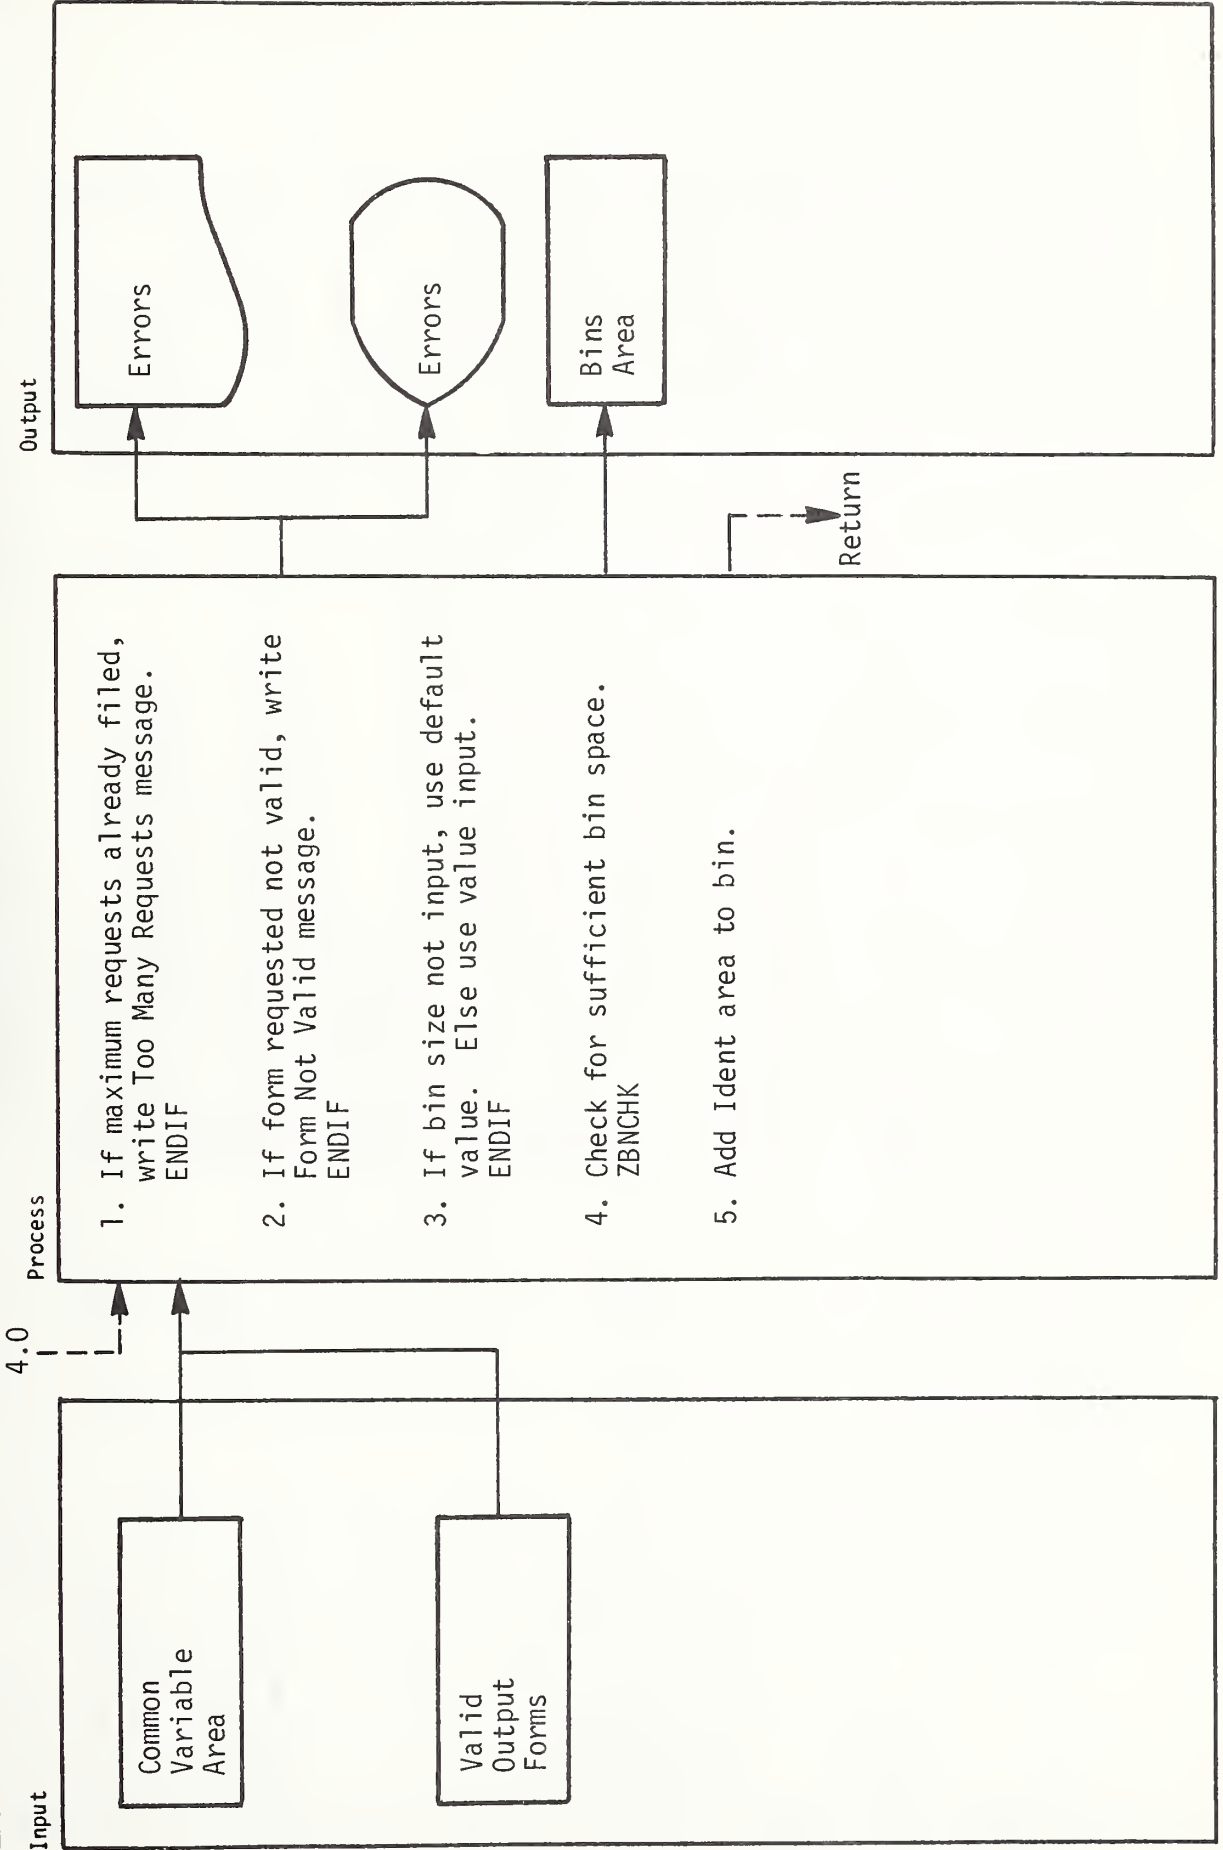 Input
Common
Variable
Area
Valid
Output
Forms
4.0
Process
1. If maximum requests already filed,
write Too Many Requests message.
ENDIF
2. If form requested not valid, write
Form Not Valid message.
ENDIF
3. If bin size not input, use default
value. Else use value input.
ENDIF
4. Check for sufficient bin space.
ZBNCHK
5. Add Ident area to bin.
Return
Output
Errors
Errors
Bins
Area